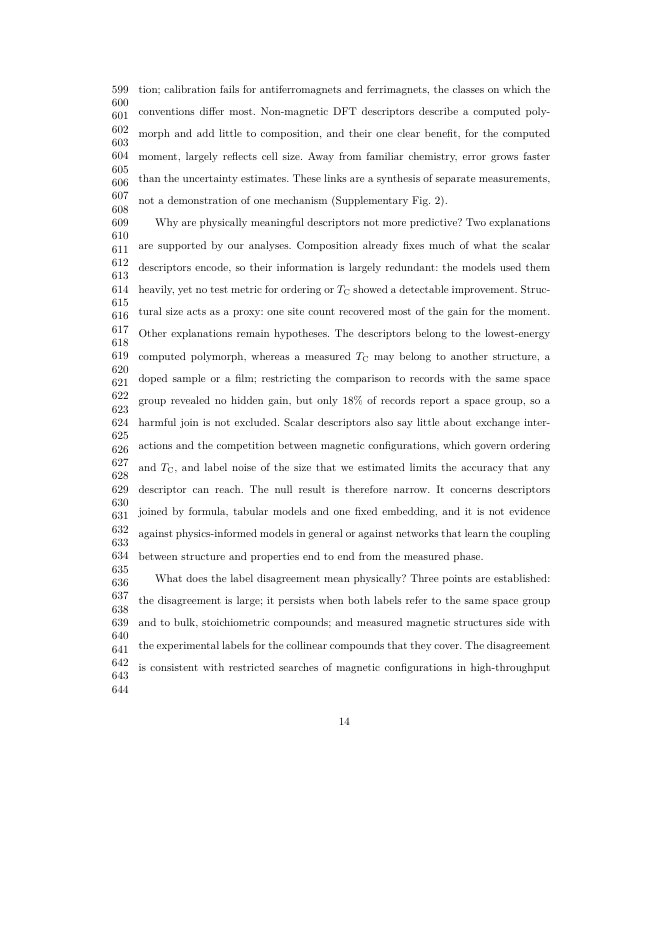 599 tion; calibration fails for antiferromagnets and ferrimagnets, the classes on which the
600
601 conventions differ most. Non-magnetic DFT descriptors describe a computed poly-
602 morph and add little to composition, and their one clear benefit, for the computed
603
604 moment, largely reflects cell size. Away from familiar chemistry, error grows faster
605
606 than the uncertainty estimates. These links are a synthesis of separate measurements,
607 not a demonstration of one mechanism (Supplementary Fig. 2).
608
609 Why are physically meaningful descriptors not more predictive? Two explanations
610
611 are supported by our analyses. Composition already fixes much of what the scalar
612 descriptors encode, so their information is largely redundant: the models used them
613
614 heavily, yet no test metric for ordering or TC showed a detectable improvement. Struc-
615
616 tural size acts as a proxy: one site count recovered most of the gain for the moment.
617 Other explanations remain hypotheses. The descriptors belong to the lowest-energy
618
619 computed polymorph, whereas a measured TC may belong to another structure, a
620
621 doped sample or a film; restricting the comparison to records with the same space
622 group revealed no hidden gain, but only 18% of records report a space group, so a
623
624 harmful join is not excluded. Scalar descriptors also say little about exchange inter-
625
626 actions and the competition between magnetic configurations, which govern ordering
627 and TC, and label noise of the size that we estimated limits the accuracy that any
628
629 descriptor can reach. The null result is therefore narrow. It concerns descriptors
630
631 joined by formula, tabular models and one fixed embedding, and it is not evidence
632 against physics-informed models in general or against networks that learn the coupling
633
634 between structure and properties end to end from the measured phase.
635
636 What does the label disagreement mean physically? Three points are established:
637 the disagreement is large; it persists when both labels refer to the same space group
638
639 and to bulk, stoichiometric compounds; and measured magnetic structures side with
640
641 the experimental labels for the collinear compounds that they cover. The disagreement
642 is consistent with restricted searches of magnetic configurations in high-throughput
643
644
14